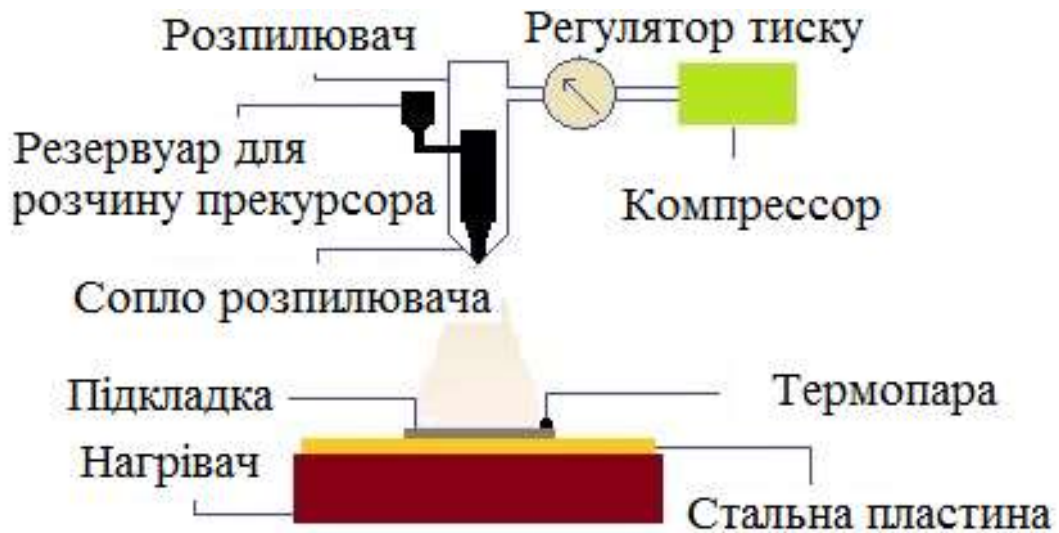 Розпилювач
Регулятор тиску
Резервуар для
розчину прекурсора
Компрессор
Сопло розпилювача
Підкладка
Термопара
Нагрівач
Стальна пластина